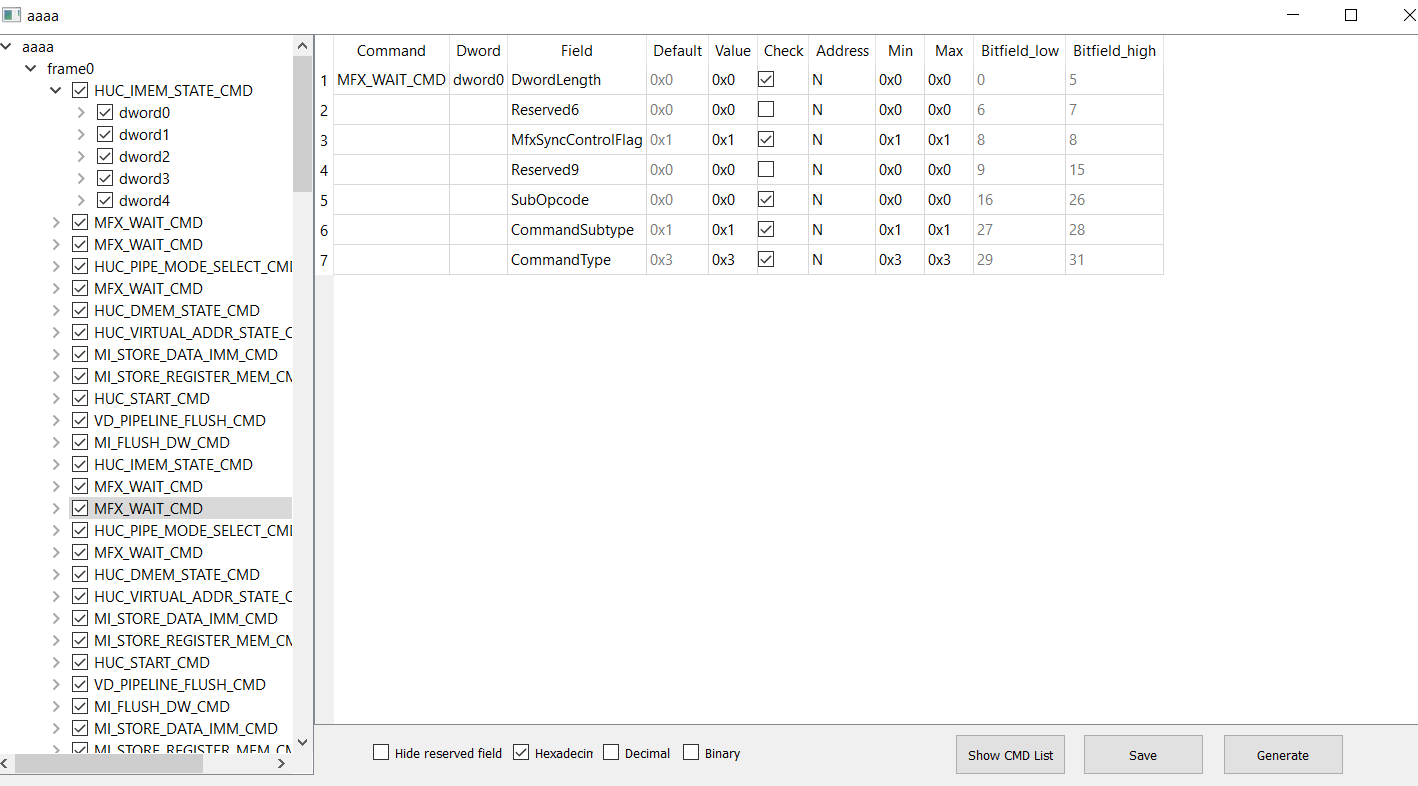 aaaa
aaaa
frame0
HUC_IMEM_STATE_CMD
dword0
dword1
dword2
dword3
dword4
MFX_WAIT_CMD
MFX_WAIT_CMD
HUC_PIPE_MODE_SELECT_CMD
MFX_WAIT_CMD
HUC_DMEM_STATE_CMD
HUC_VIRTUAL_ADDR_STATE_C
MI_STORE_DATA_IMM_CMD
MI_STORE_REGISTER_MEM_CM
HUC_START_CMD
VD_PIPELINE_FLUSH_CMD
MI_FLUSH_DW_CMD
HUC_IMEM_STATE_CMD
MFX_WAIT_CMD
MFX_WAIT_CMD
HUC_PIPE_MODE_SELECT_CMD
MFX_WAIT_CMD
HUC_DMEM_STATE_CMD
HUC_VIRTUAL_ADDR_STATE_C
MI_STORE_DATA_IMM_CMD
MI_STORE_REGISTER_MEM_CM
HUC_START_CMD
VD_PIPELINE_FLUSH_CMD
MI_FLUSH_DW_CMD
MI_STORE_DATA_IMM_CMD
MI_STORE_REGISTER_MEM_CM
Command Dword Field Default Value Check Address Min Max Bitfield_low Bitfield_high
1 MFX_WAIT_CMD dword0 DwordLength 0x0 0x0 N 0x0 0x0 0 5
2 Reserved6 0x0 0x0 N 0x0 0x0 6 7
3 MfxSyncControlFlag 0x1 0x1 N 0x1 0x1 8 8
4 Reserved9 0x0 0x0 N 0x0 0x0 9 15
5 SubOpcode 0x0 0x0 N 0x0 0x0 16 26
6 CommandSubtype 0x1 0x1 N 0x1 0x1 27 28
7 CommandType 0x3 0x3 N 0x3 0x3 29 31
Hide reserved field Hexadecim Decimal Binary Show CMD List Save Generate